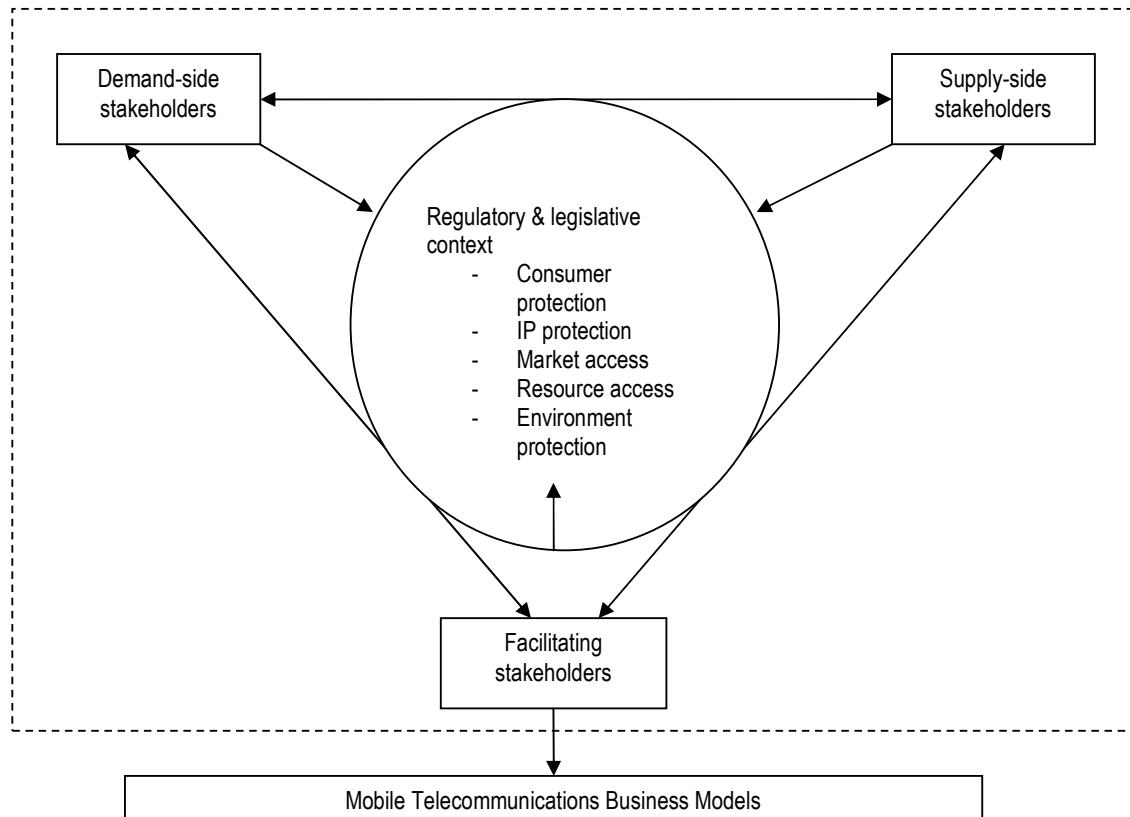 Demand-side
stakeholders
Supply-side
stakeholders
Regulatory & legislative
context
- Consumer
protection
- IP protection
- Market access
- Resource access
- Environment
protection
Facilitating
stakeholders
Mobile Telecommunications Business Models